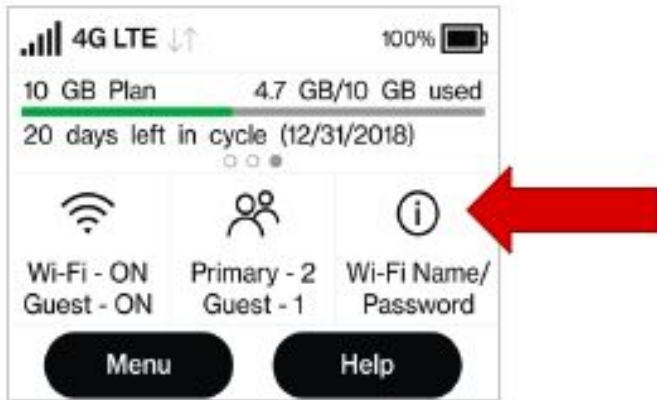 4G LTE 100%
10 GB Plan 4.7 GB/10 GB used
20 days left in cycle (12/31/2018)
Wi-Fi - ON Primary - 2 Wi-Fi Name/
Guest - ON Guest - 1 Password
Menu Help